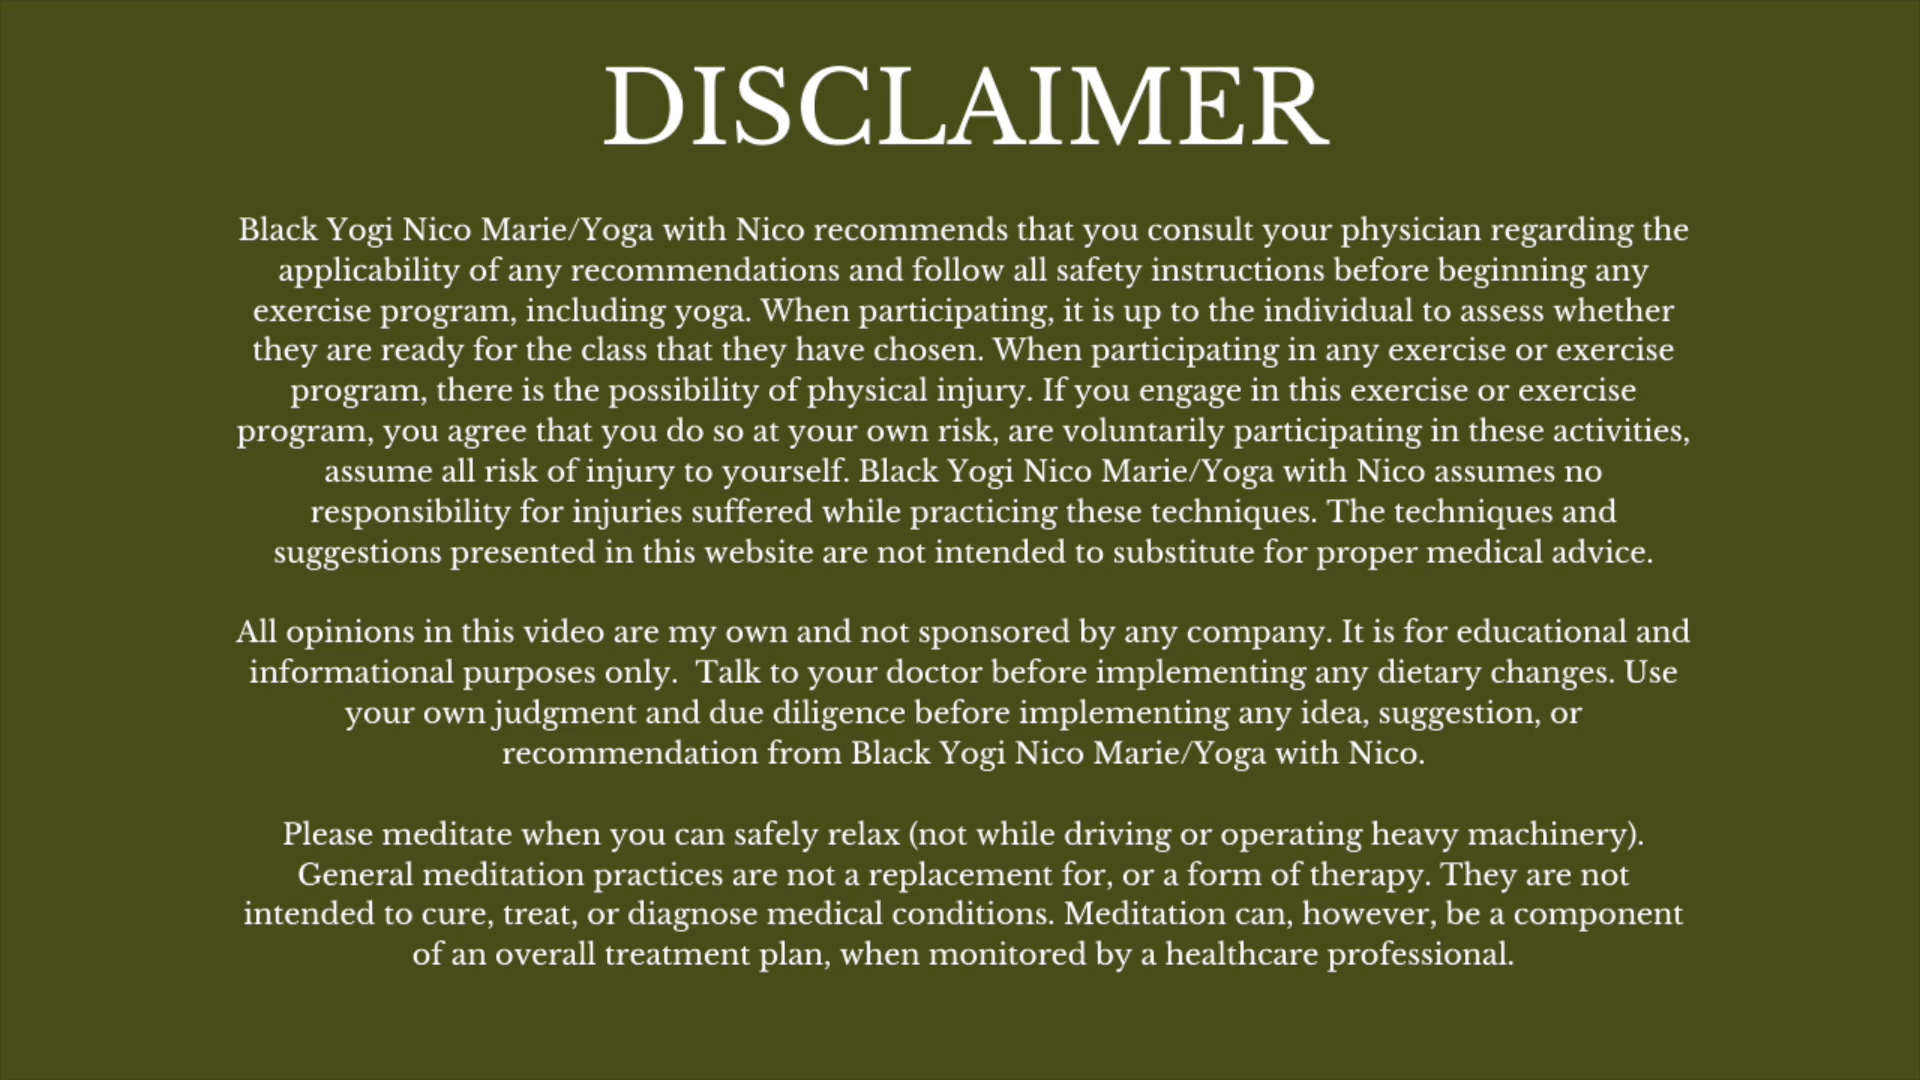 DISCLAIMER
Black Yogi Nico Marie/Yoga with Nico recommends that you consult your physician regarding the
applicability of any recommendations and follow all safety instructions before beginning any
exercise program, including yoga. When participating, it is up to the individual to assess whether
they are ready for the class that they have chosen. When participating in any exercise or exercise
program, there is the possibility of physical injury. If you engage in this exercise or exercise
program, you agree that you do so at your own risk, are voluntarily participating in these activities,
assume all risk of injury to yourself. Black Yogi Nico Marie/Yoga with Nico assumes no
responsibility for injuries suffered while practicing these techniques. The techniques and
suggestions presented in this website are not intended to substitute for proper medical advice.
All opinions in this video are my own and not sponsored by any company. It is for educational and
informational purposes only.  Talk to your doctor before implementing any dietary changes. Use
your own judgment and due diligence before implementing any idea, suggestion, or
recommendation from Black Yogi Nico Marie/Yoga with Nico.
Please meditate when you can safely relax (not while driving or operating heavy machinery).
General meditation practices are not a replacement for, or a form of therapy. They are not
intended to cure, treat, or diagnose medical conditions. Meditation can, however, be a component
of an overall treatment plan, when monitored by a healthcare professional.